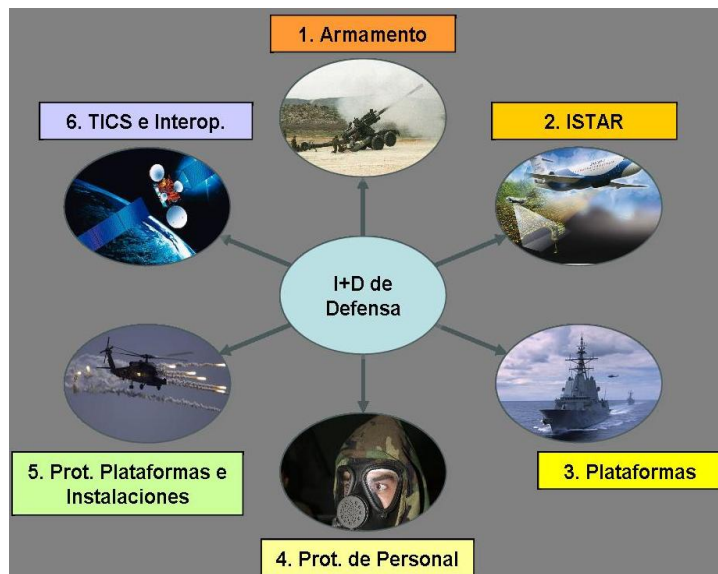 1. Armamento
6. TICS e Interop.
2. ISTAR
I+D de
Defensa
5. Prot. Plataformas e
Instalaciones
3. Plataformas
4. Prot. de Personal